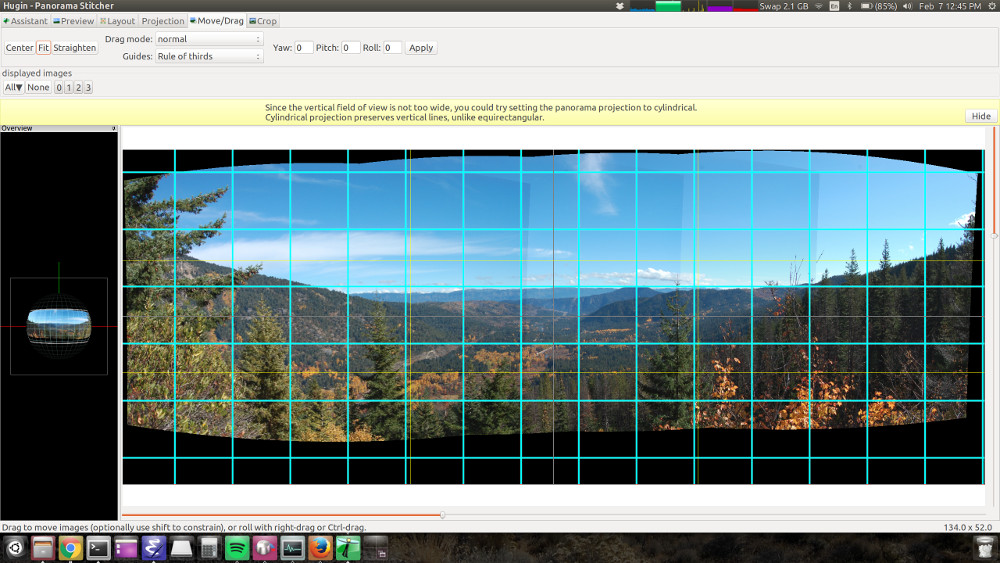 Hugin - Panorama Stitcher
Swap 2.1 GB
En
(85%)
Feb 7 12:45 PM
Assistant
Preview
Layout
Projection
Move/Drag
Crop
Center
Fit
Straighten
Drag mode:
normal
Guides:
Rule of thirds
Yaw:
0
Pitch:
0
Roll:
0
Apply
displayed images
All
None
0
1
2
3
Since the vertical field of view is not too wide, you could try setting the panorama projection to cylindrical.
Cylindrical projection preserves vertical lines, unlike equirectangular.
Hide
Overview
Drag to move images (optionally use shift to constrain), or roll with right-drag or Ctrl-drag.
134.0 x 52.0